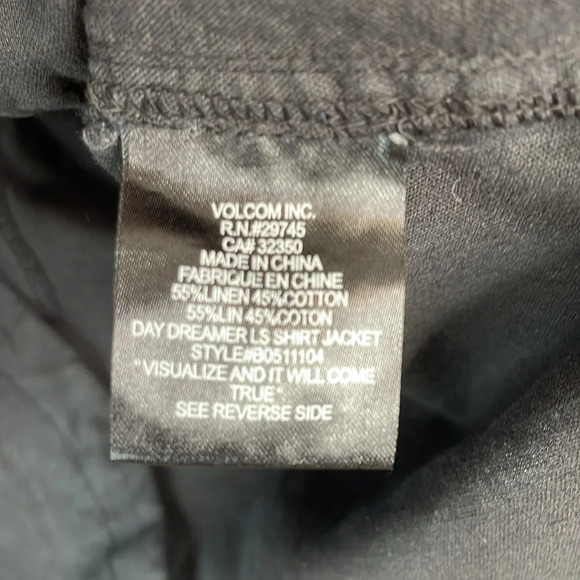 VOLCOM INC.
R.N.#29745
CA# 32350
MADE IN CHINA
FABRIQUE EN CHINE
55%LINEN 45%COTTON
55%LIN 45%COTON
DAY DREAMER LS SHIRT JACKET
STYLE#B0511104
"VISUALIZE AND IT WILL COME
TRUE"
SEE REVERSE SIDE